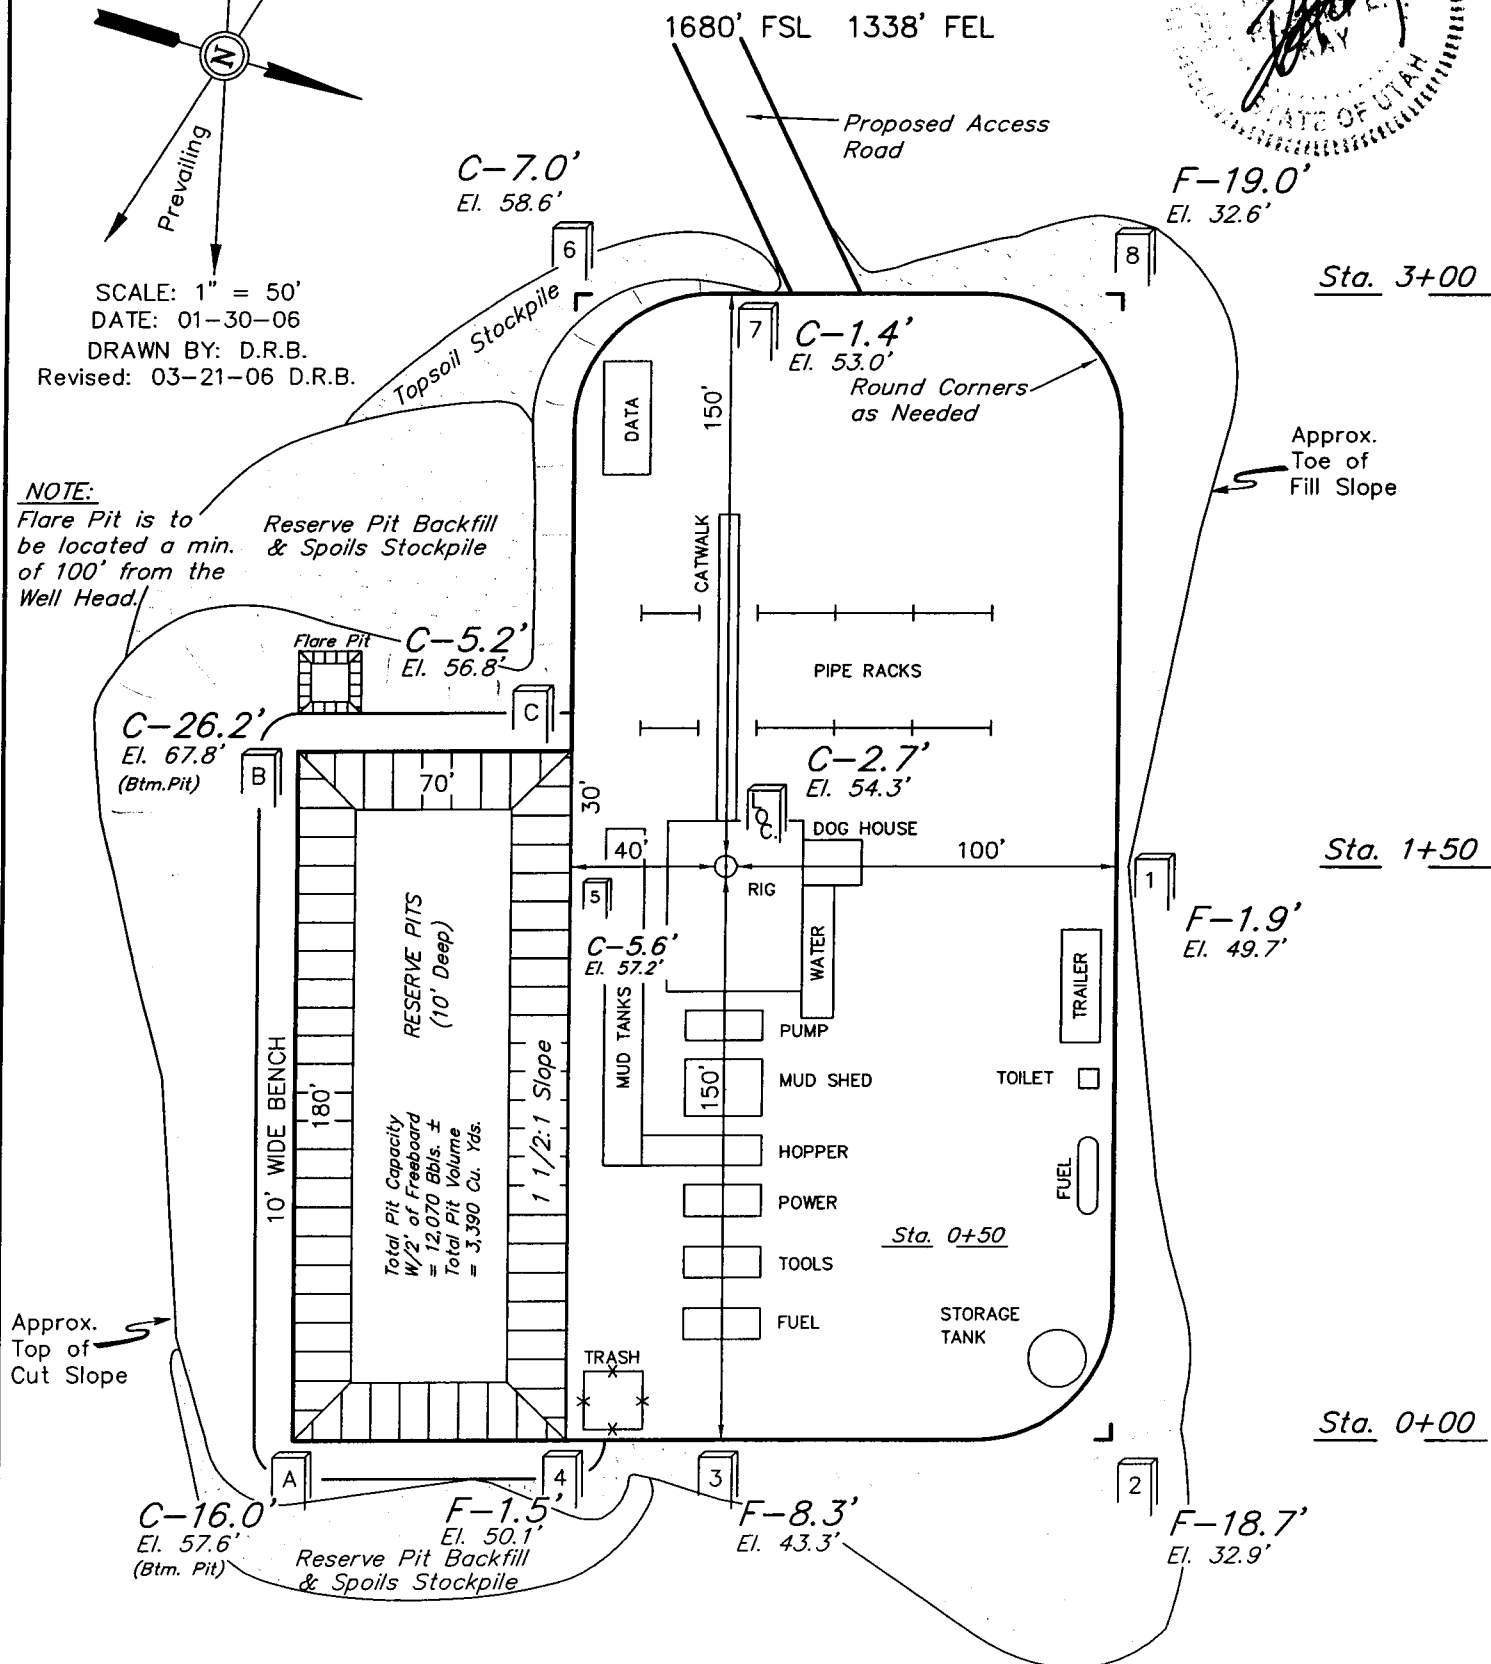 1680' FSL 1338' FEL
N
Prevailing
STATE OF UTAH
Proposed Access
Road
C-7.0'
El. 58.6'
F-19.0'
El. 32.6'
6
8
Sta. 3+00
SCALE: 1" = 50'
DATE: 01-30-06
DRAWN BY: D.R.B.
Revised: 03-21-06 D.R.B.
Topsoil Stockpile
7
C-1.4'
El. 53.0'
Round Corners
as Needed
DATA
150'
Approx.
Toe of
Fill Slope
NOTE:
Flare Pit is to
be located a min.
of 100' from the
Well Head.
Reserve Pit Backfill
& Spoils Stockpile
CATWALK
Flare Pit
C-5.2'
El. 56.8'
PIPE RACKS
C
C-26.2'
El. 67.8'
(Btm.Pit)
B
70'
30'
C-2.7'
El. 54.3'
LOC.
DOG HOUSE
40'
100'
RIG
Sta. 1+50
1
F-1.9'
El. 49.7'
5
C-5.6'
El. 57.2'
RESERVE PITS
(10' Deep)
WATER
TRAILER
MUD TANKS
PUMP
10' WIDE BENCH
180'
1 1/2:1 Slope
150'
MUD SHED
TOILET
Total Pit Capacity
W/2' of Freeboard
= 12,070 Bbls. ±
Total Pit Volume
= 3,390 Cu. Yds.
HOPPER
FUEL
POWER
Sta. 0+50
TOOLS
STORAGE
TANK
FUEL
Approx.
Top of
Cut Slope
TRASH
Sta. 0+00
A
4
3
2
C-16.0'
El. 57.6'
(Btm. Pit)
F-1.5'
El. 50.1'
F-8.3'
El. 43.3'
F-18.7'
El. 32.9'
Reserve Pit Backfill
& Spoils Stockpile